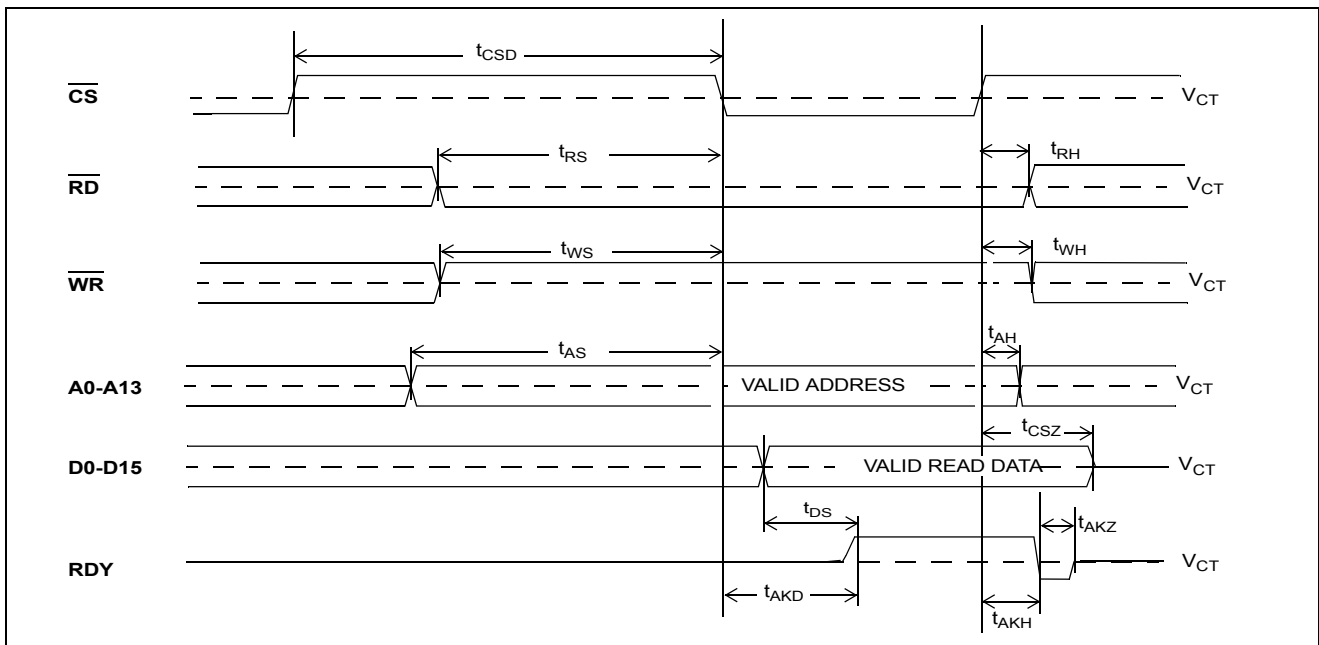 tCSD
CS
VCT
tRS
tRH
RD
VCT
tWS
tWH
WR
VCT
tAS
tAH
A0-A13
VALID ADDRESS
VCT
tCSZ
D0-D15
VALID READ DATA
VCT
tDS
tAKZ
RDY
VCT
tAKD
tAKH